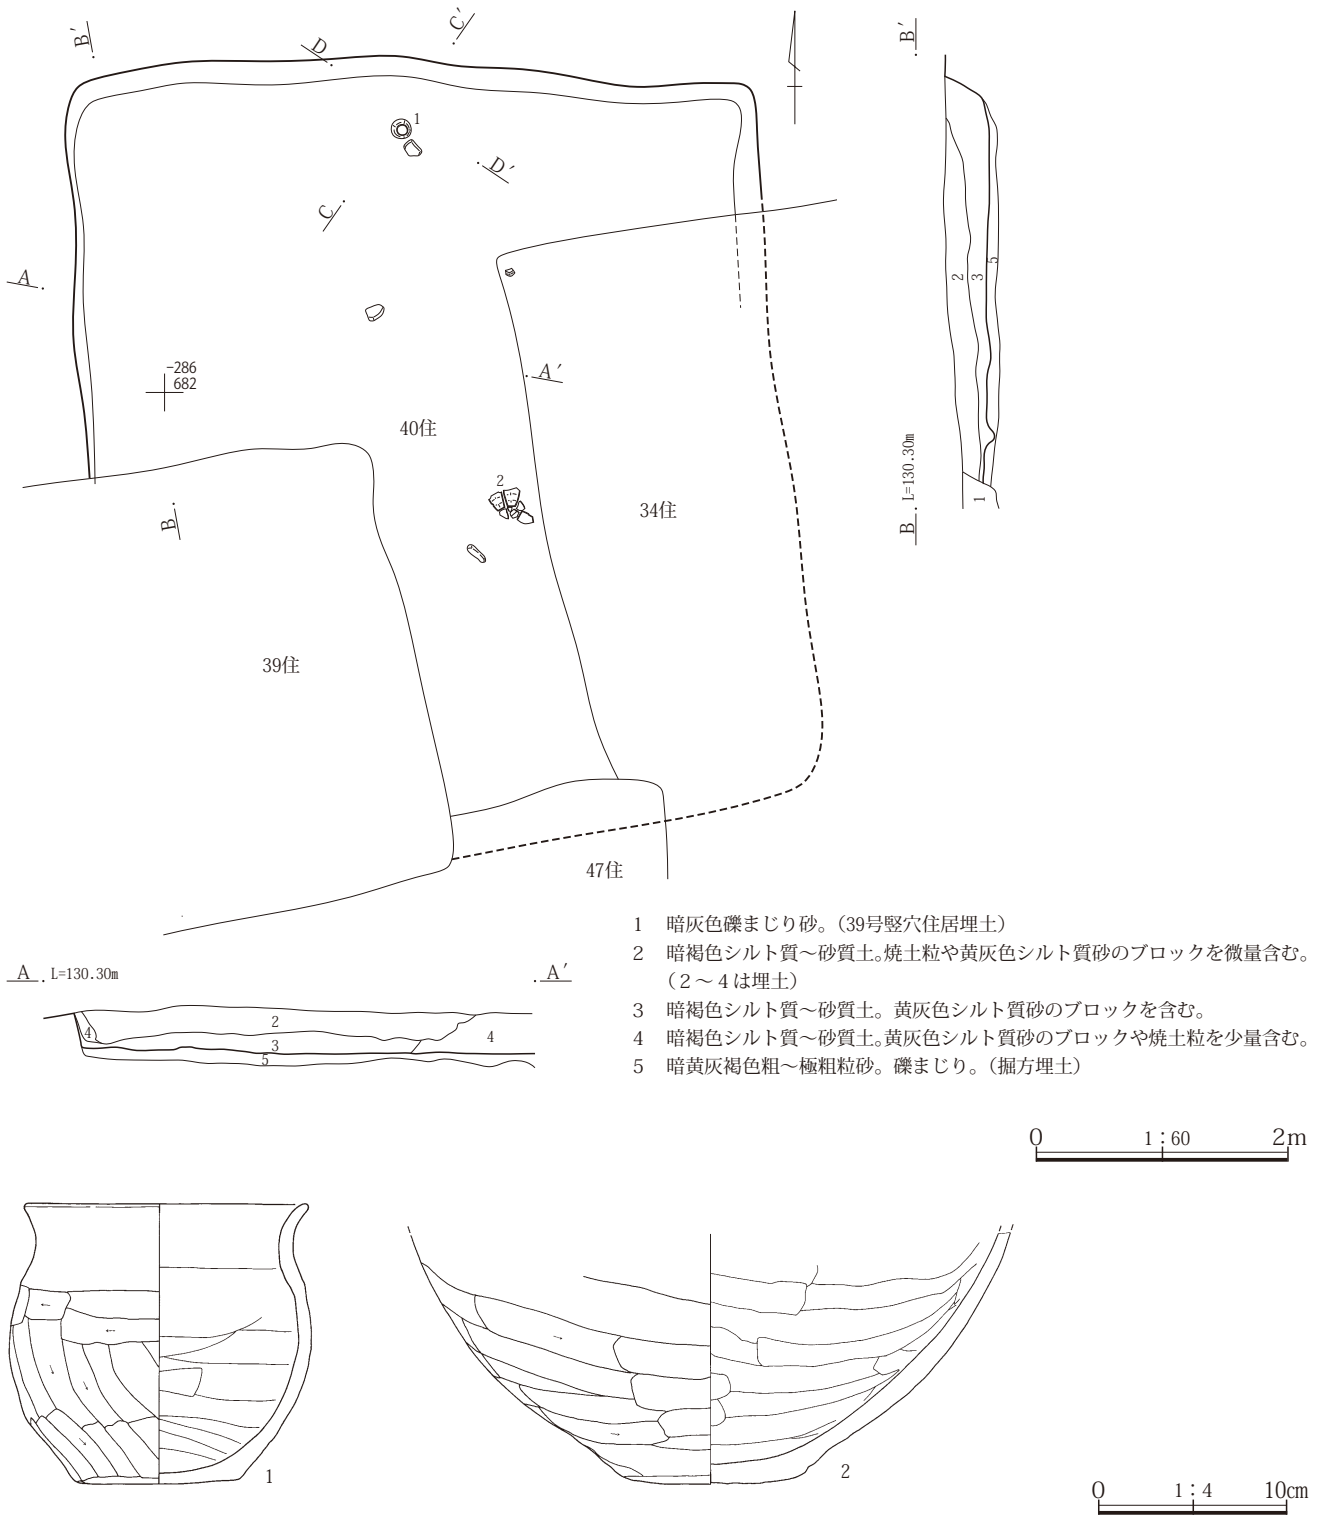 B′
D
C′
B′
1
D′
C
A
-286
682
A′
40住
2
34住
B
39住
47住
2
3
5
1
B L=130.30m
A L=130.30m
A′
2
4
3
4
5
1 暗灰色礫まじり砂。（39号竪穴住居埋土）
2 暗褐色シルト質～砂質土。焼土粒や黄灰色シルト質砂のブロックを微量含む。
（２～４は埋土）
3 暗褐色シルト質～砂質土。黄灰色シルト質砂のブロックを含む。
4 暗褐色シルト質～砂質土。黄灰色シルト質砂のブロックや焼土粒を少量含む。
5 暗黄灰褐色粗～極粗粒砂。礫まじり。（掘方埋土）
0 1：60 2m
1
2
0 1：4 10cm